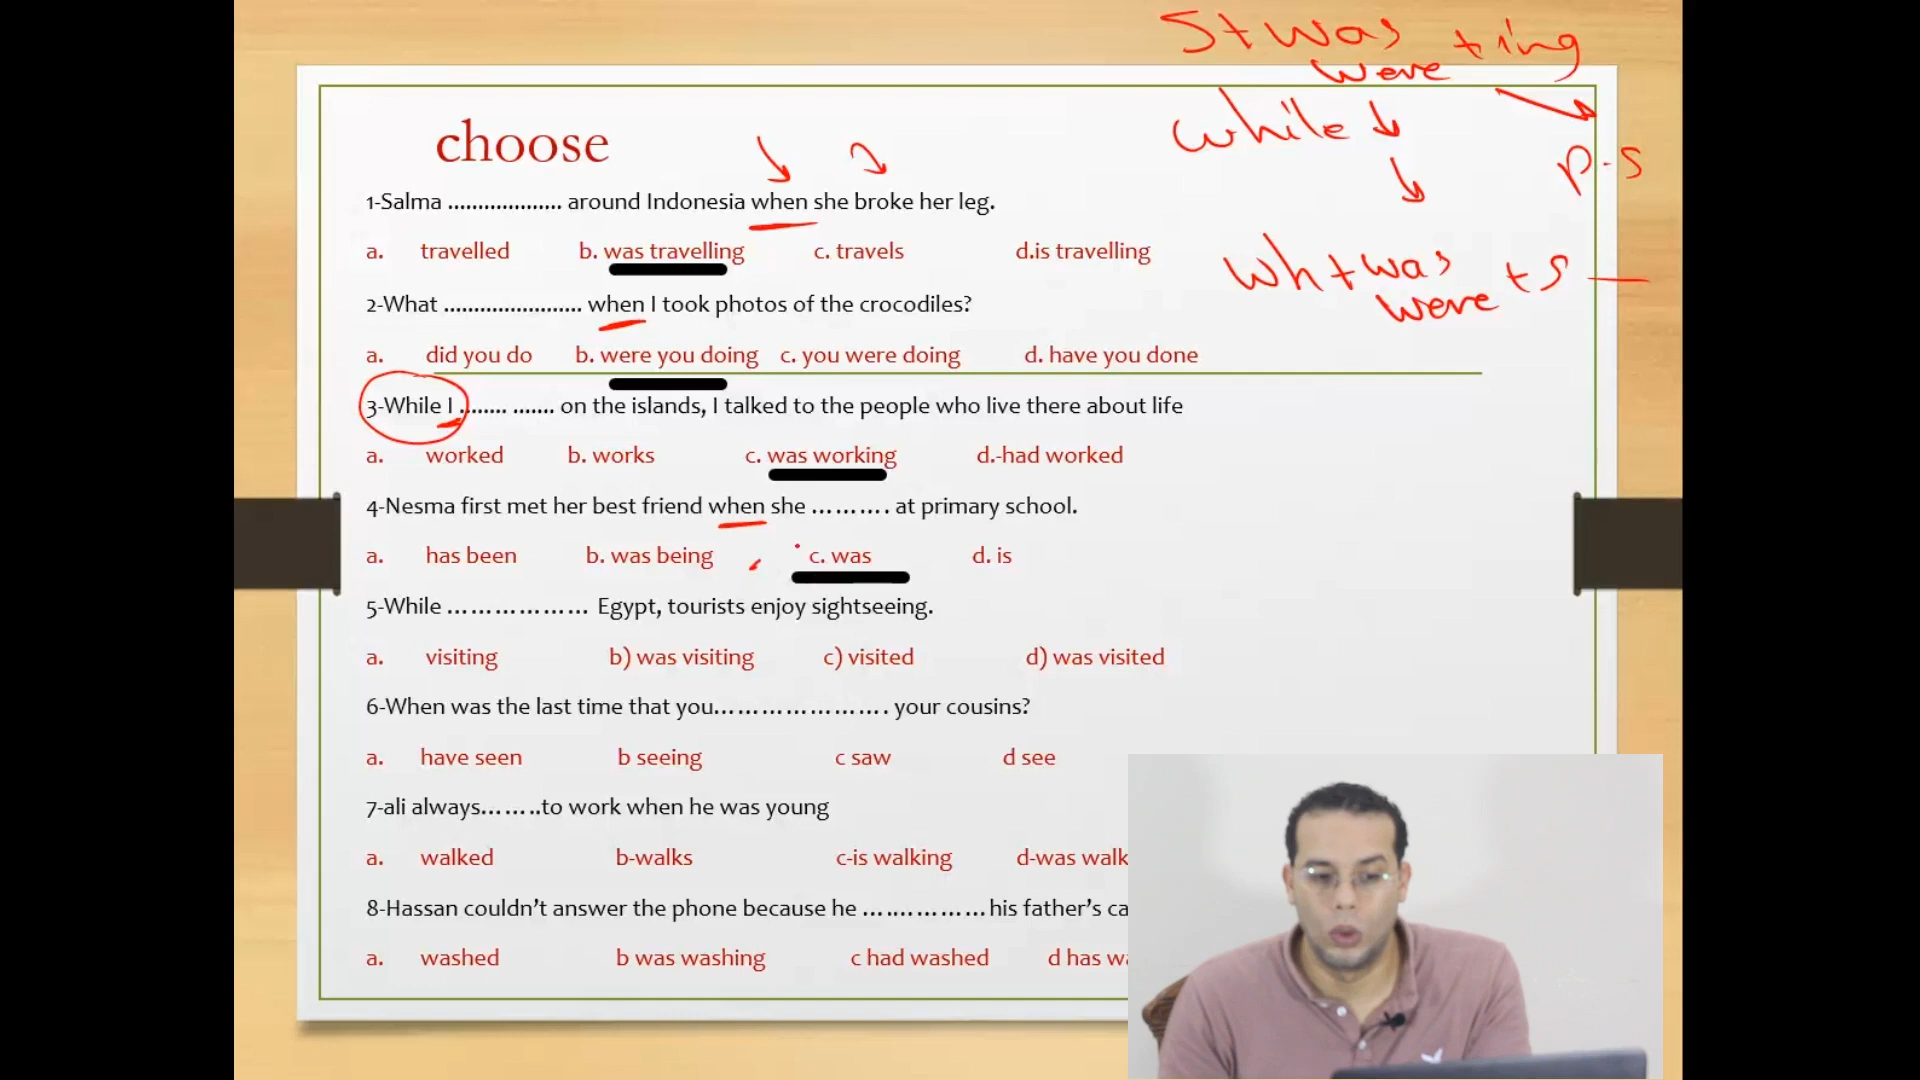 S+ was + ing
were
while
p.s
choose
1-Salma ................... around Indonesia when she broke her leg.
a. travelled b. was travelling c. travels d.is travelling
wh + was + S
were
2-What ....................... when I took photos of the crocodiles?
a. did you do b. were you doing c. you were doing d. have you done
3-While I ........ ....... on the islands, I talked to the people who live there about life
a. worked b. works c. was working d.-had worked
4-Nesma first met her best friend when she ………. at primary school.
a. has been b. was being c. was d. is
5-While ……………… Egypt, tourists enjoy sightseeing.
a. visiting b) was visiting c) visited d) was visited
6-When was the last time that you…………………. your cousins?
a. have seen b seeing c saw d see
7-ali always……..to work when he was young
a. walked b-walks c-is walking d-was walk
8-Hassan couldn’t answer the phone because he ….………… his father’s ca
a. washed b was washing c had washed d has wa